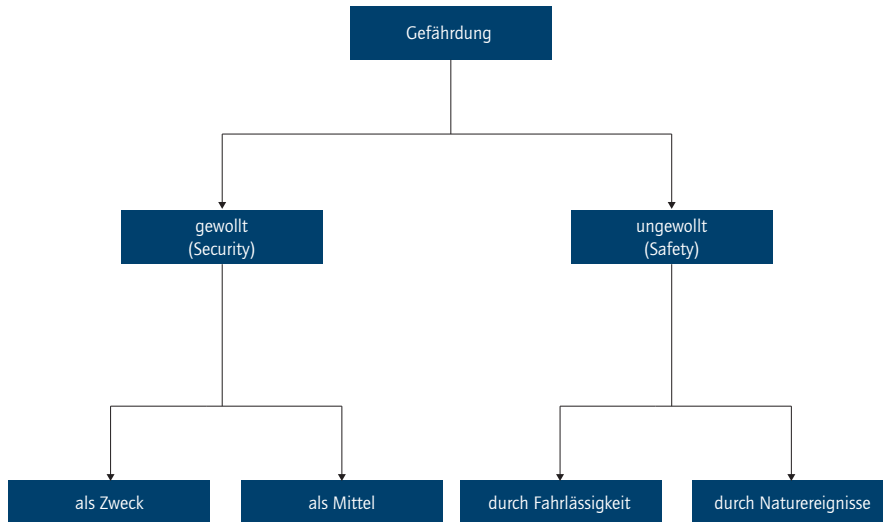 Gefährdung
gewollt
(Security)
ungewollt
(Safety)
als Zweck
als Mittel
durch Fahrlässigkeit
durch Naturereignisse